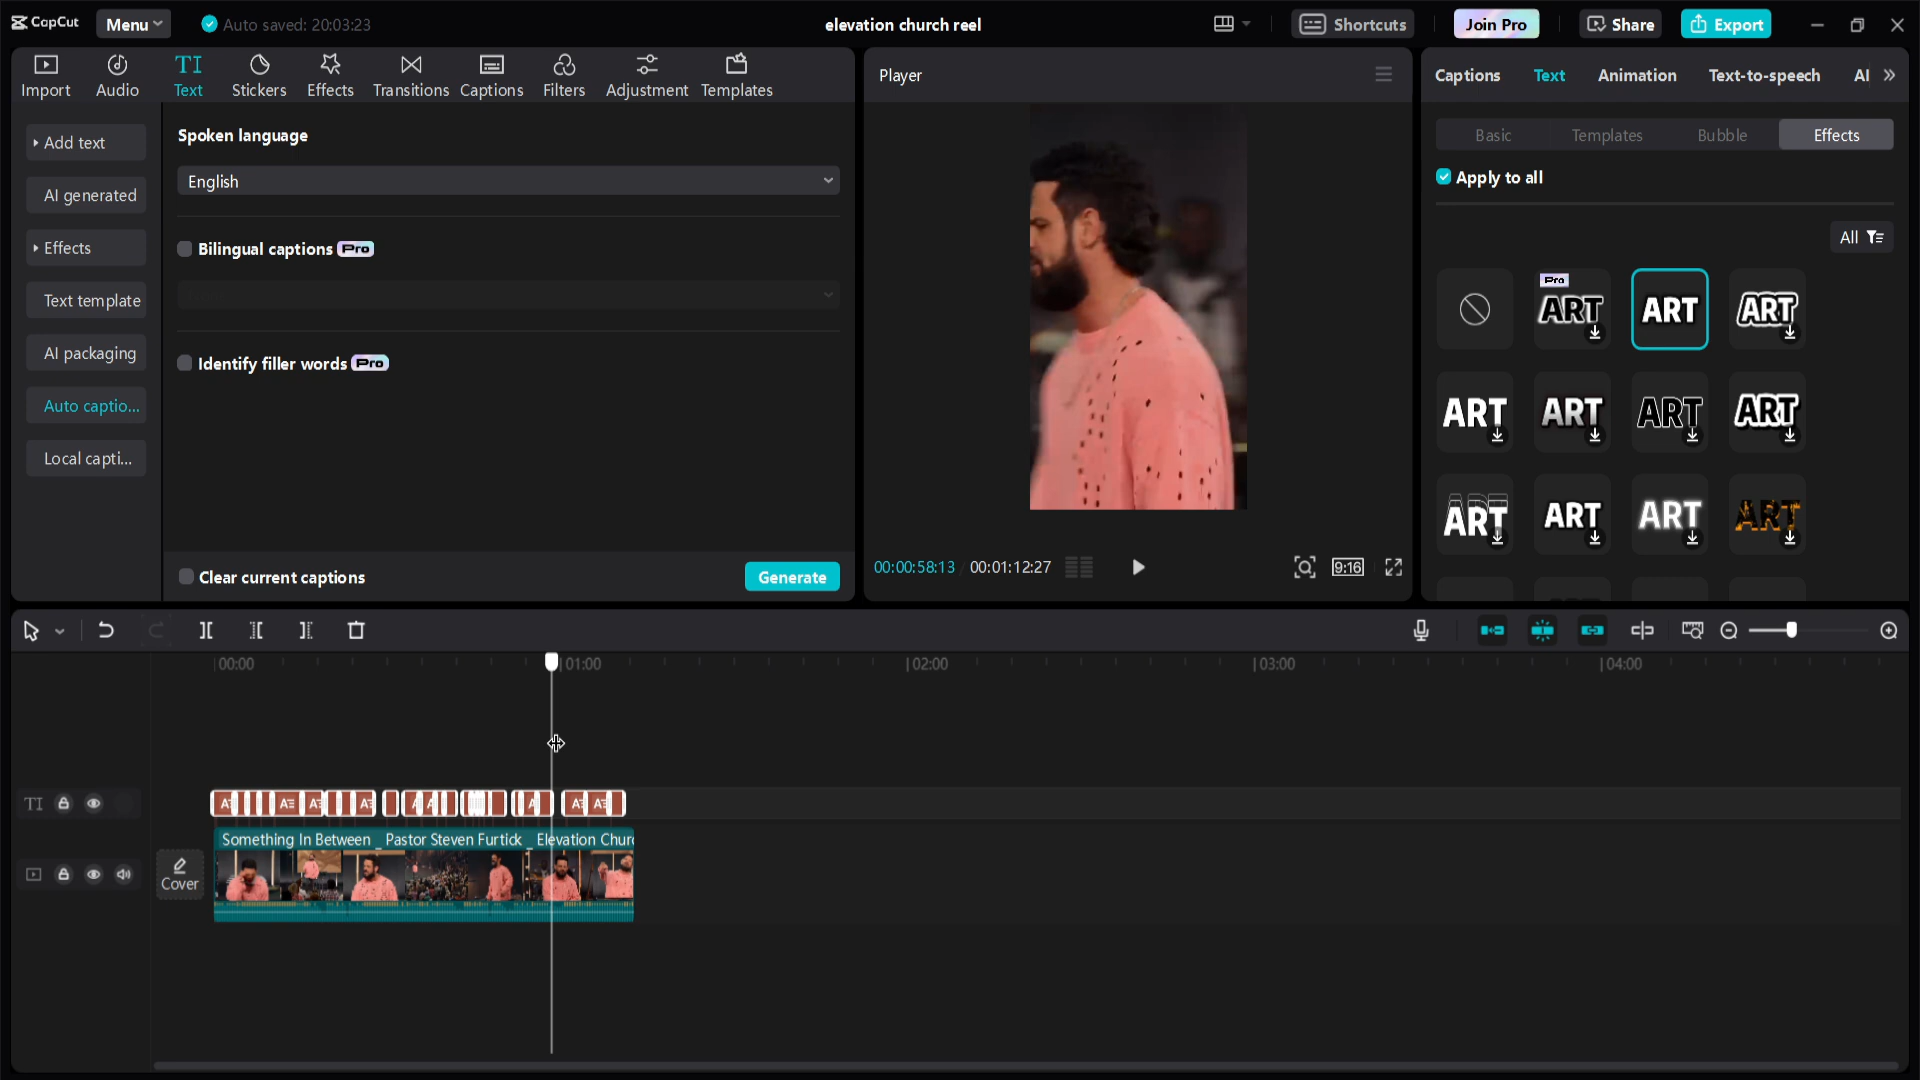 CapCut
Menu
Auto saved: 20:03:23
elevation church reel
Shortcuts
Join Pro
Share
Export
Import
Audio
Text
Stickers
Effects
Transitions
Captions
Filters
Adjustment
Templates
Add text
AI generated
Effects
Text template
AI packaging
Auto captio...
Local capti...
Spoken language
English
Bilingual captions Pro
Identify filler words Pro
Clear current captions
Generate
Player
00:00:58:13
00:01:12:27
9:16
Captions
Text
Animation
Text-to-speech
AI
Basic
Templates
Bubble
Effects
Apply to all
All
Pro
ART
ART
ART
ART
ART
ART
ART
ART
ART
ART
ART
00:00
01:00
02:00
03:00
04:00
TI
Cover
Something In Between _ Pastor Steven Furtick _ Elevation Churc